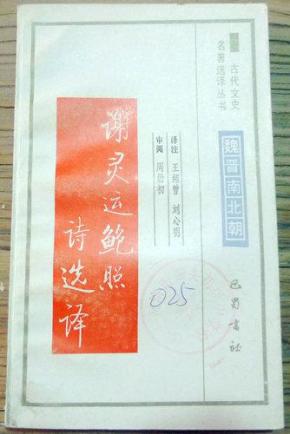 古代文史
名著选译丛书
魏晋南北朝
译注 王绍曾 刘心明
审阅 周勋初
谢灵运鲍照
诗选译
025
巴蜀书社